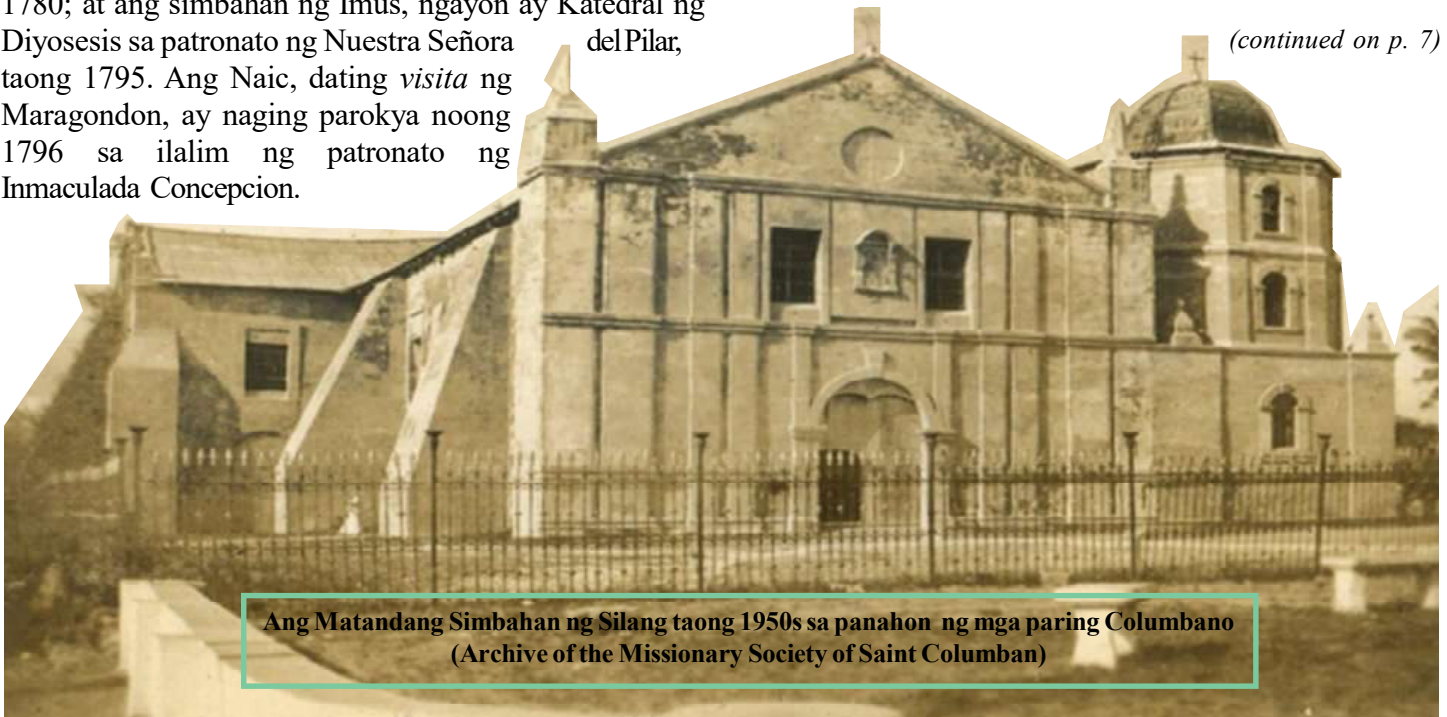 1780; at ang simbahan ng Imus, ngayon ay Katedral ng
Diyosesis sa patronato ng Nuestra Señora del Pilar,
taong 1795. Ang Naic, dating visita ng
Maragondon, ay naging parokya noong
1796 sa ilalim ng patronato ng
Inmaculada Concepcion.
(continued on p. 7)
Ang Matandang Simbahan ng Silang taong 1950s sa panahon ng mga paring Columbano
(Archive of the Missionary Society of Saint Columban)